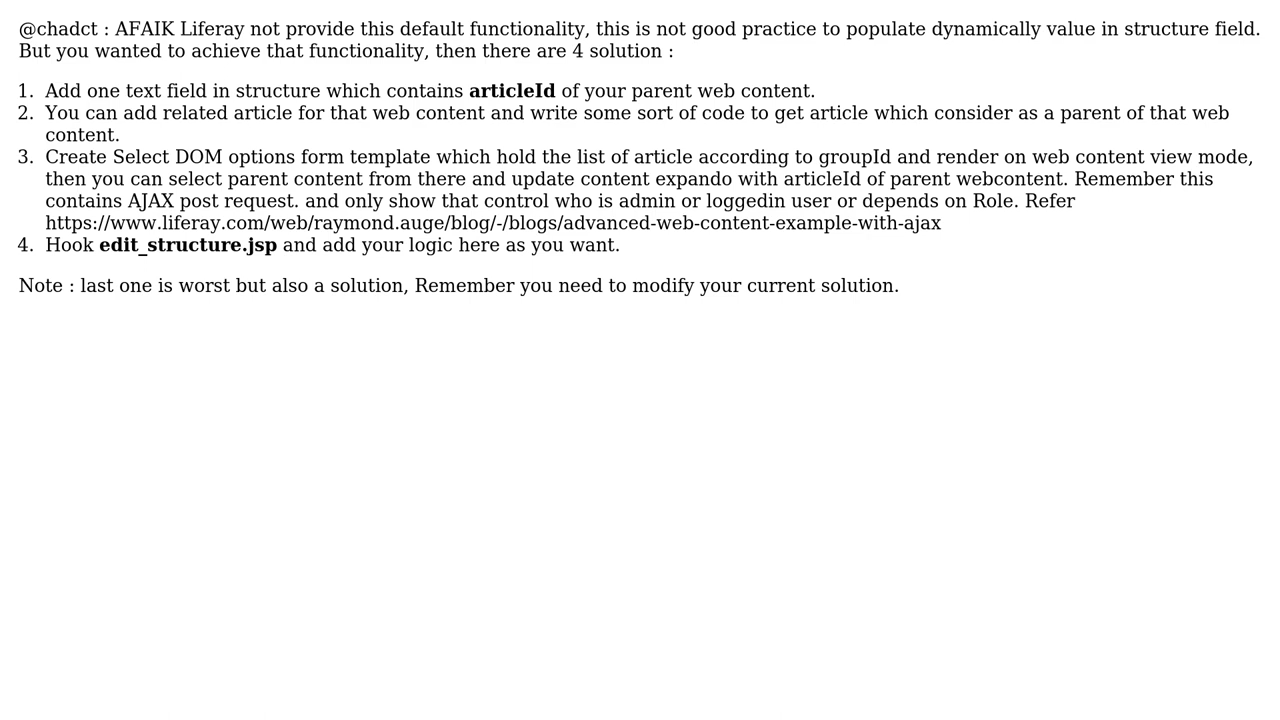 @chadct : AFAIK Liferay not provide this default functionality, this is not good practice to populate dynamically value in structure field.
But you wanted to achieve that functionality, then there are 4 solution :
1. Add one text field in structure which contains articleId of your parent web content.
2. You can add related article for that web content and write some sort of code to get article which consider as a parent of that web
content.
3. Create Select DOM options form template which hold the list of article according to groupId and render on web content view mode,
then you can select parent content from there and update content expando with articleId of parent webcontent. Remember this
contains AJAX post request. and only show that control who is admin or loggedin user or depends on Role. Refer
https://www.liferay.com/web/raymond.auge/blog/-/blogs/advanced-web-content-example-with-ajax
4. Hook edit_structure.jsp and add your logic here as you want.
Note : last one is worst but also a solution, Remember you need to modify your current solution.